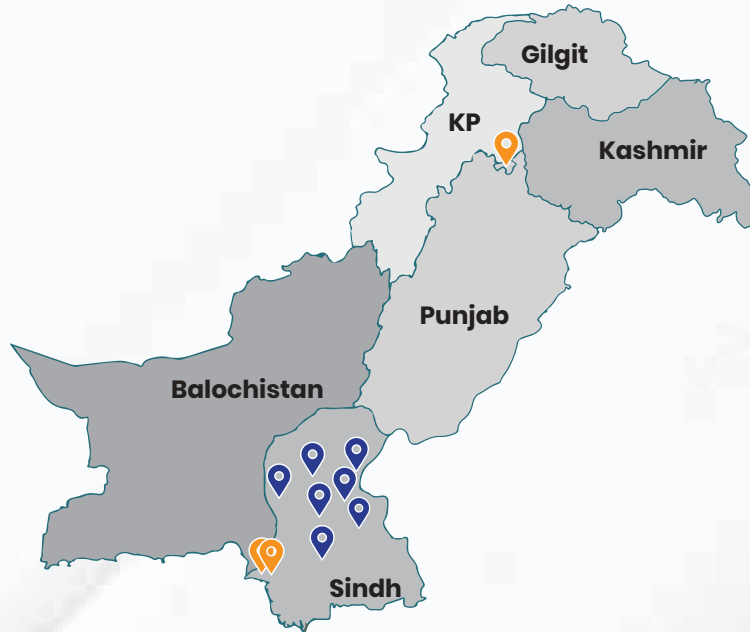 Gilgit
KP
Kashmir
Punjab
Balochistan
Sindh